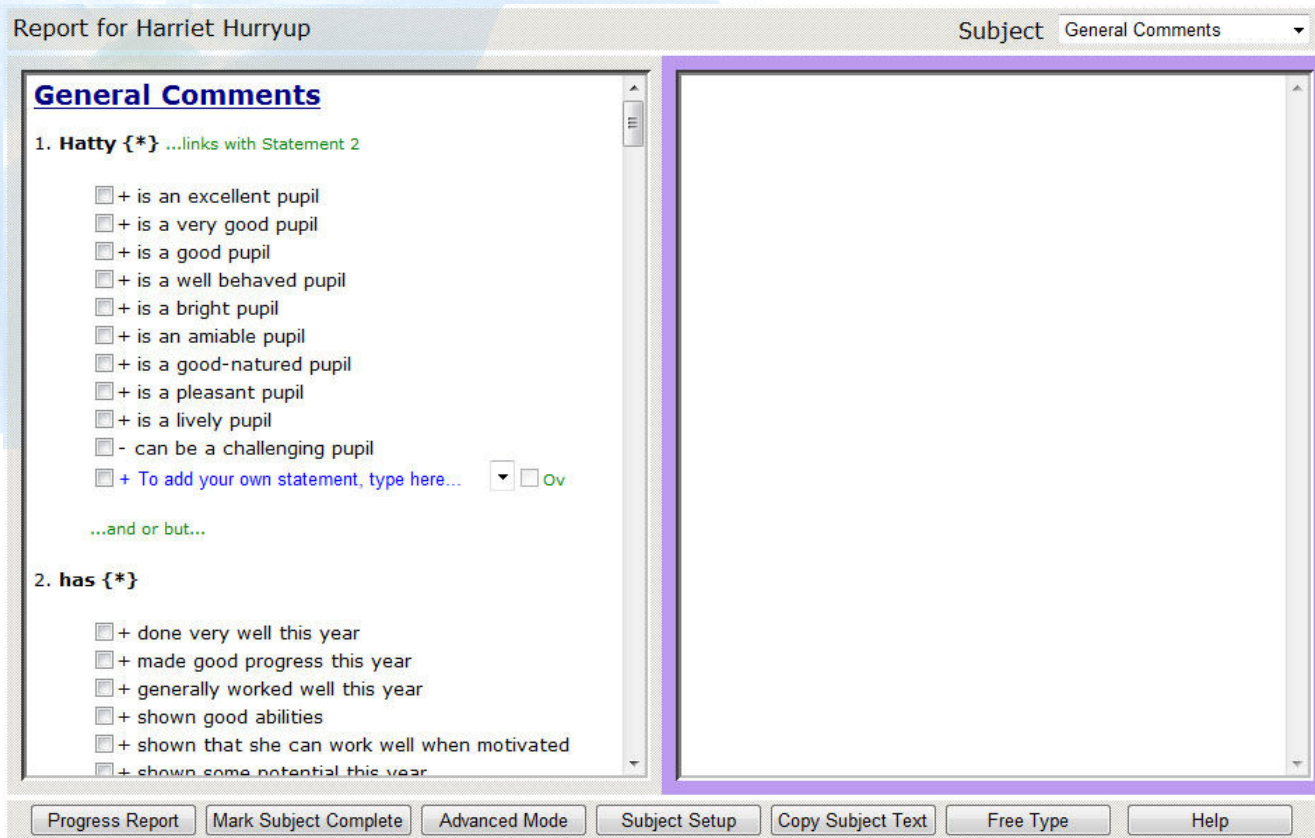 Report for Harriet Hurryup
Subject General Comments
General Comments
1. Hatty {*} ...links with Statement 2
+ is an excellent pupil
+ is a very good pupil
+ is a good pupil
+ is a well behaved pupil
+ is a bright pupil
+ is an amiable pupil
+ is a good-natured pupil
+ is a pleasant pupil
+ is a lively pupil
- can be a challenging pupil
+ To add your own statement, type here... Ov
...and or but...
2. has {*}
+ done very well this year
+ made good progress this year
+ generally worked well this year
+ shown good abilities
+ shown that she can work well when motivated
+ shown some potential this year
Progress Report Mark Subject Complete Advanced Mode Subject Setup Copy Subject Text Free Type Help